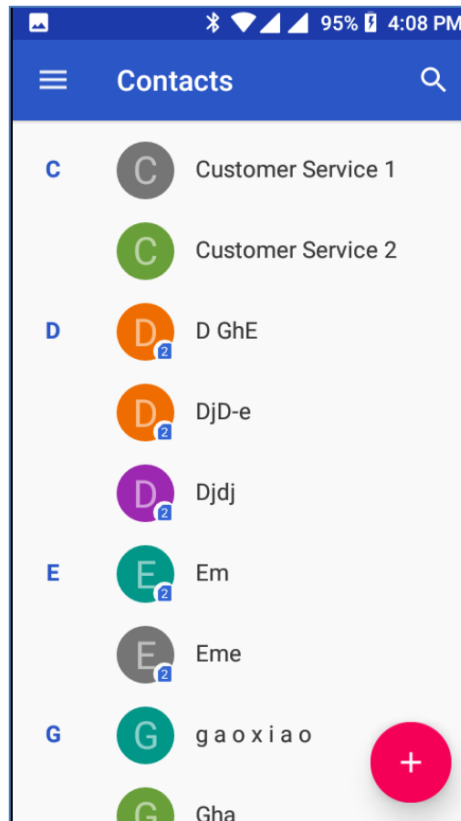 95% 4:08 PM
Contacts
C C Customer Service 1
C Customer Service 2
D D D GhE
2
D DjD-e
2
D Djdj
2
E E Em
2
E Eme
2
G G g a o x i a o
+
G Gha